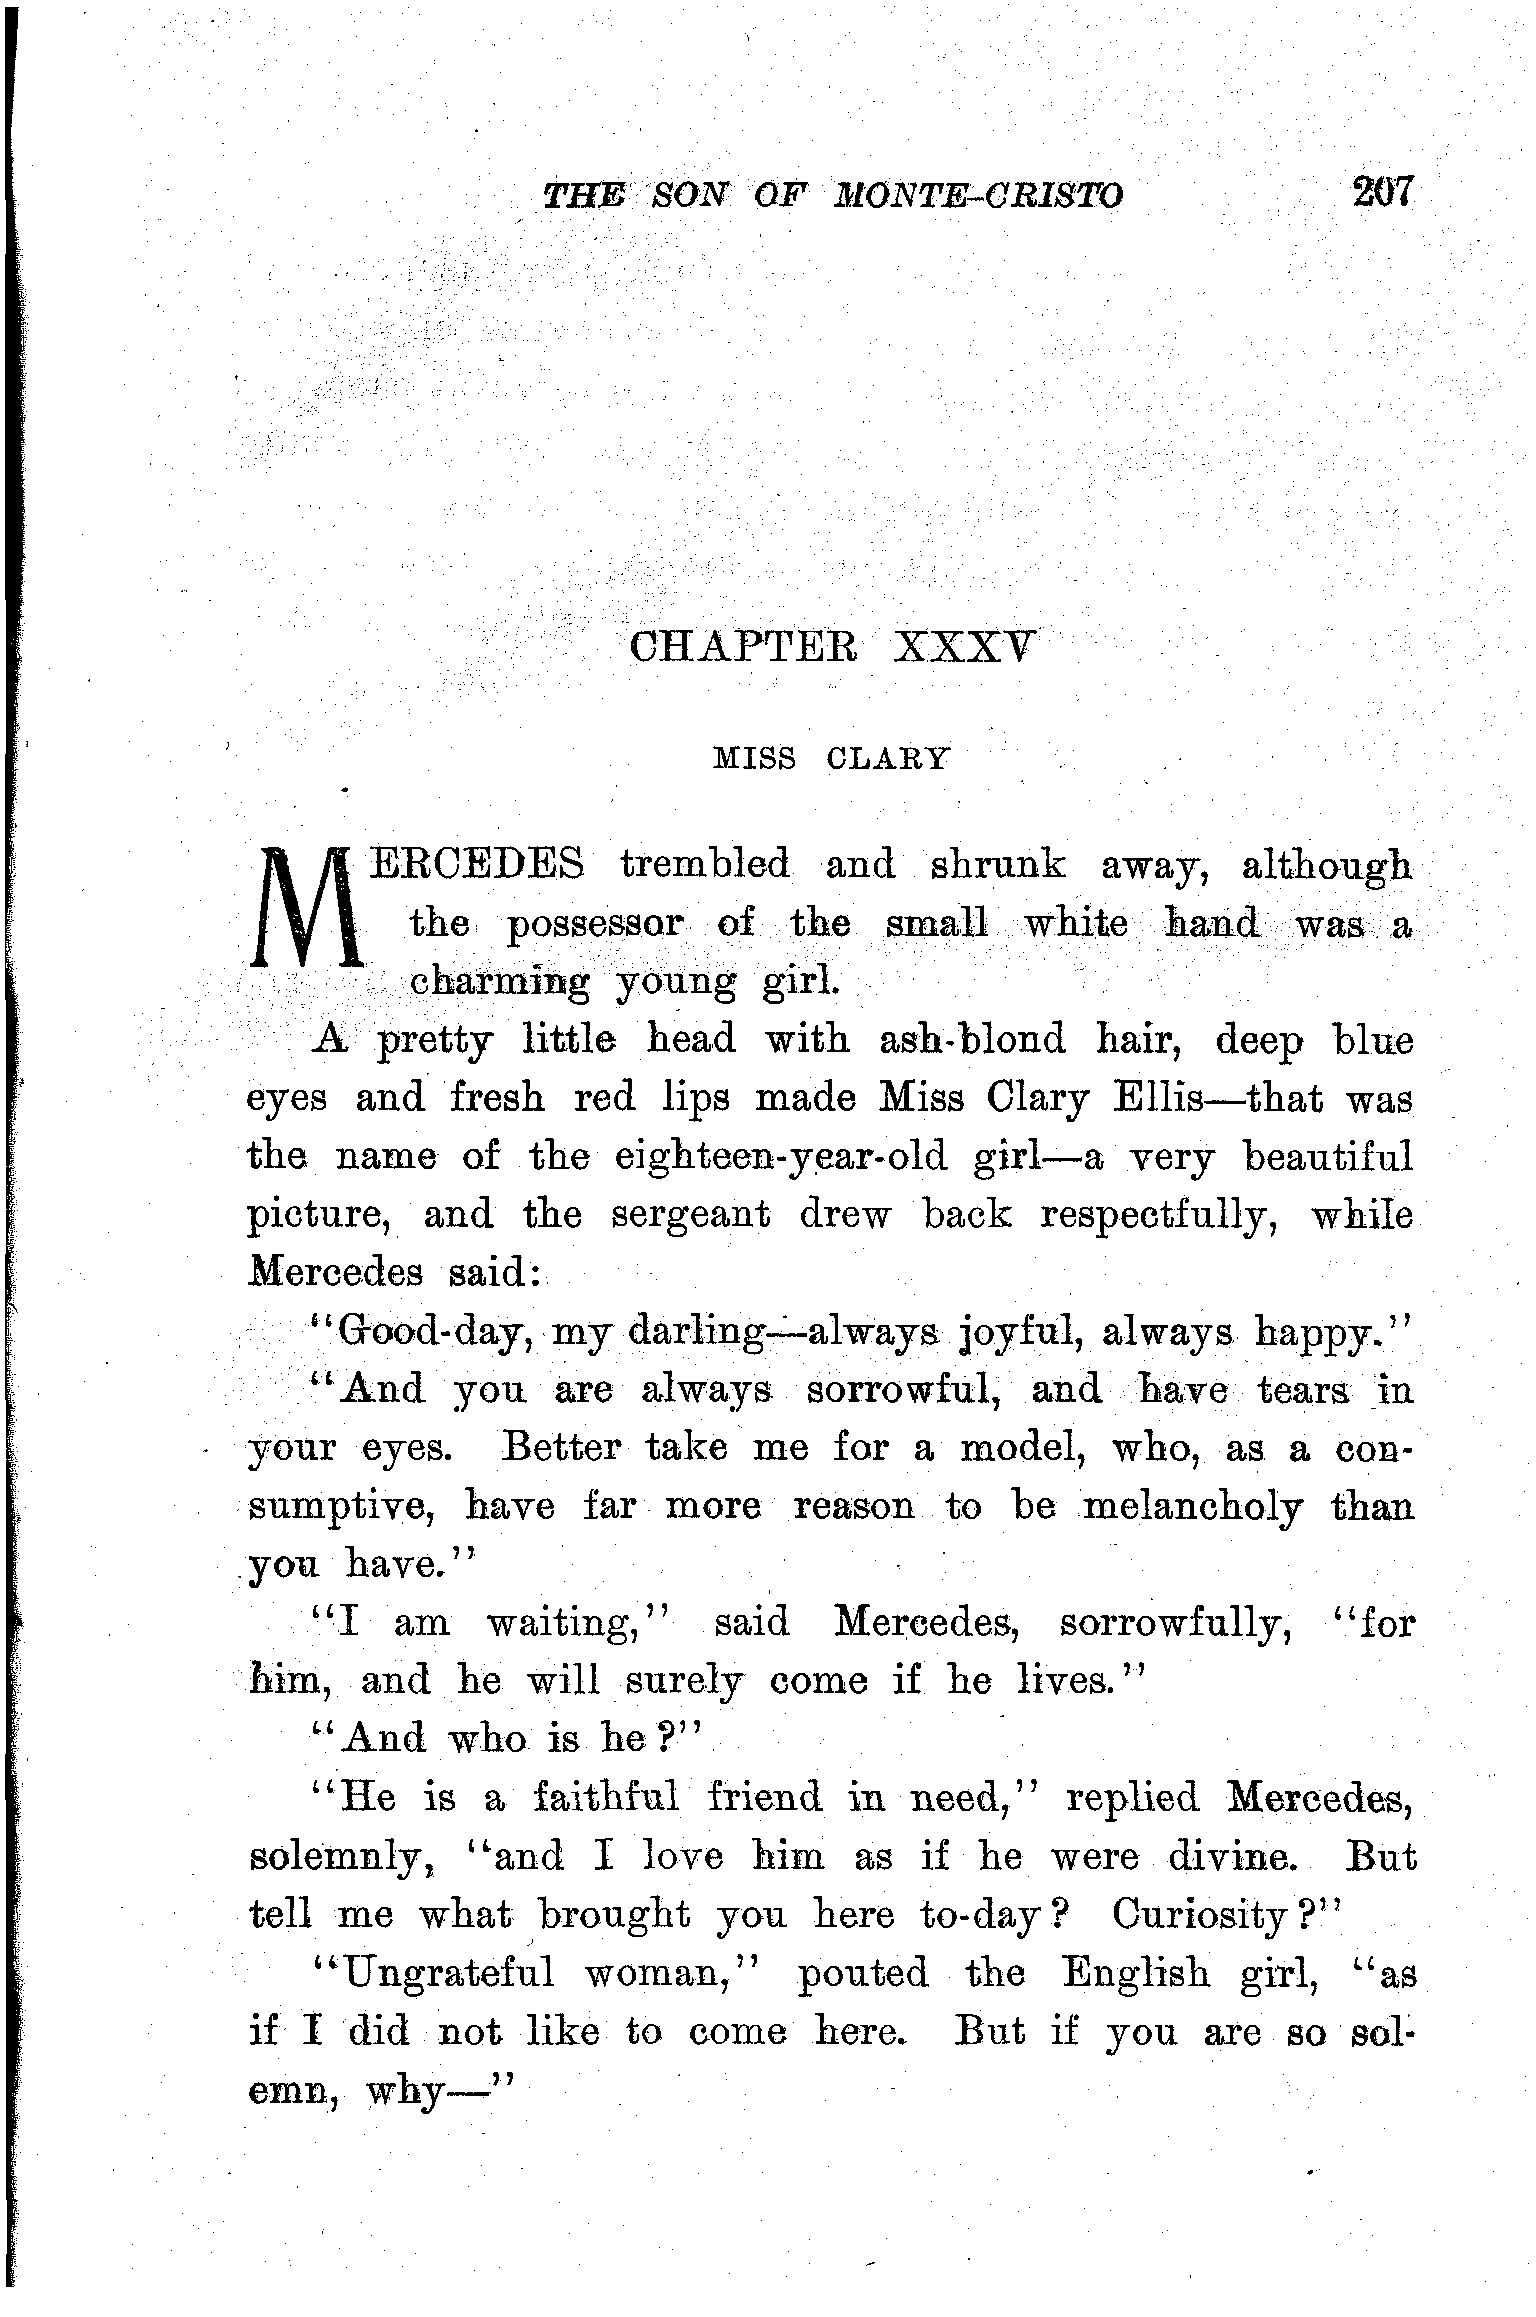 THE SON OF MONTE-CRISTO 207
CHAPTER XXXV
MISS CLARY
MERCEDES trembled and shrunk away, although
the possessor of the small white hand was a
charming young girl.
A pretty little head with ash-blond hair, deep blue
eyes and fresh red lips made Miss Clary Ellis—that was
the name of the eighteen-year-old girl—a very beautiful
picture, and the sergeant drew back respectfully, while
Mercedes said:
"Good-day, my darling—always joyful, always happy."
"And you are always sorrowful, and have tears in
your eyes. Better take me for a model, who, as a con-
sumptive, have far more reason to be melancholy than
you have."
"I am waiting," said Mercedes, sorrowfully, "for
him, and he will surely come if he lives."
"And who is he?"
"He is a faithful friend in need," replied Mercedes,
solemnly, "and I love him as if he were divine. But
tell me what brought you here to-day? Curiosity?"
"Ungrateful woman," pouted the English girl, "as
if I did not like to come here. But if you are so sol-
emn, why—"